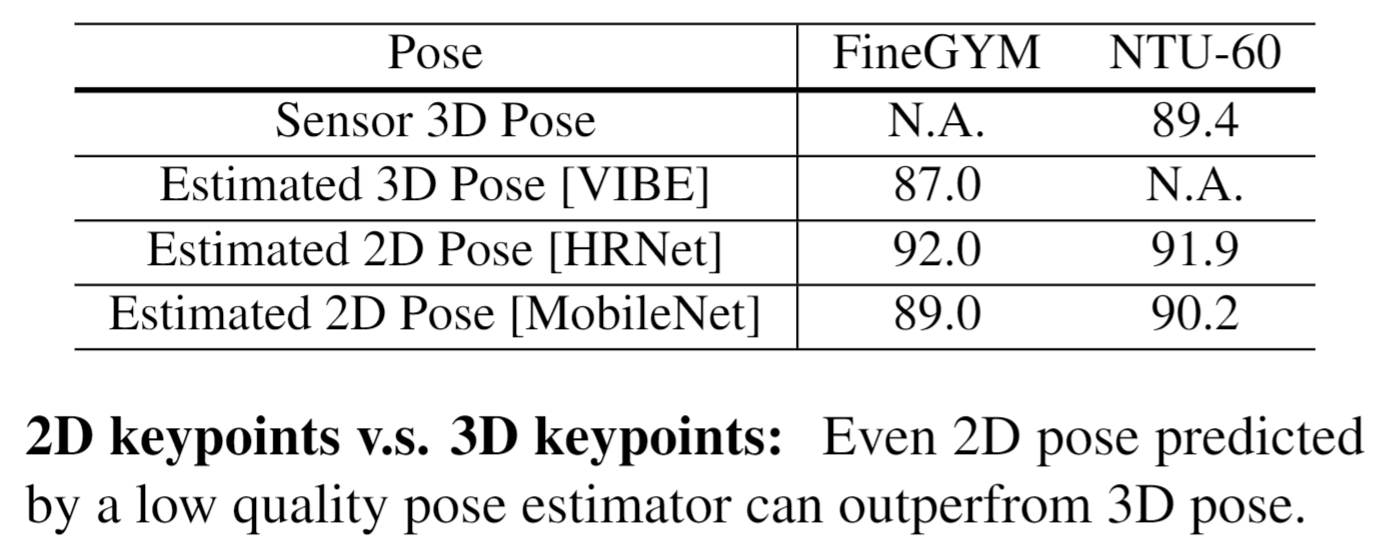 Pose FineGYM NTU-60
Sensor 3D Pose N.A. 89.4
Estimated 3D Pose [VIBE] 87.0 N.A.
Estimated 2D Pose [HRNet] 92.0 91.9
Estimated 2D Pose [MobileNet] 89.0 90.2
2D keypoints v.s. 3D keypoints: Even 2D pose predicted
by a low quality pose estimator can outperfrom 3D pose.